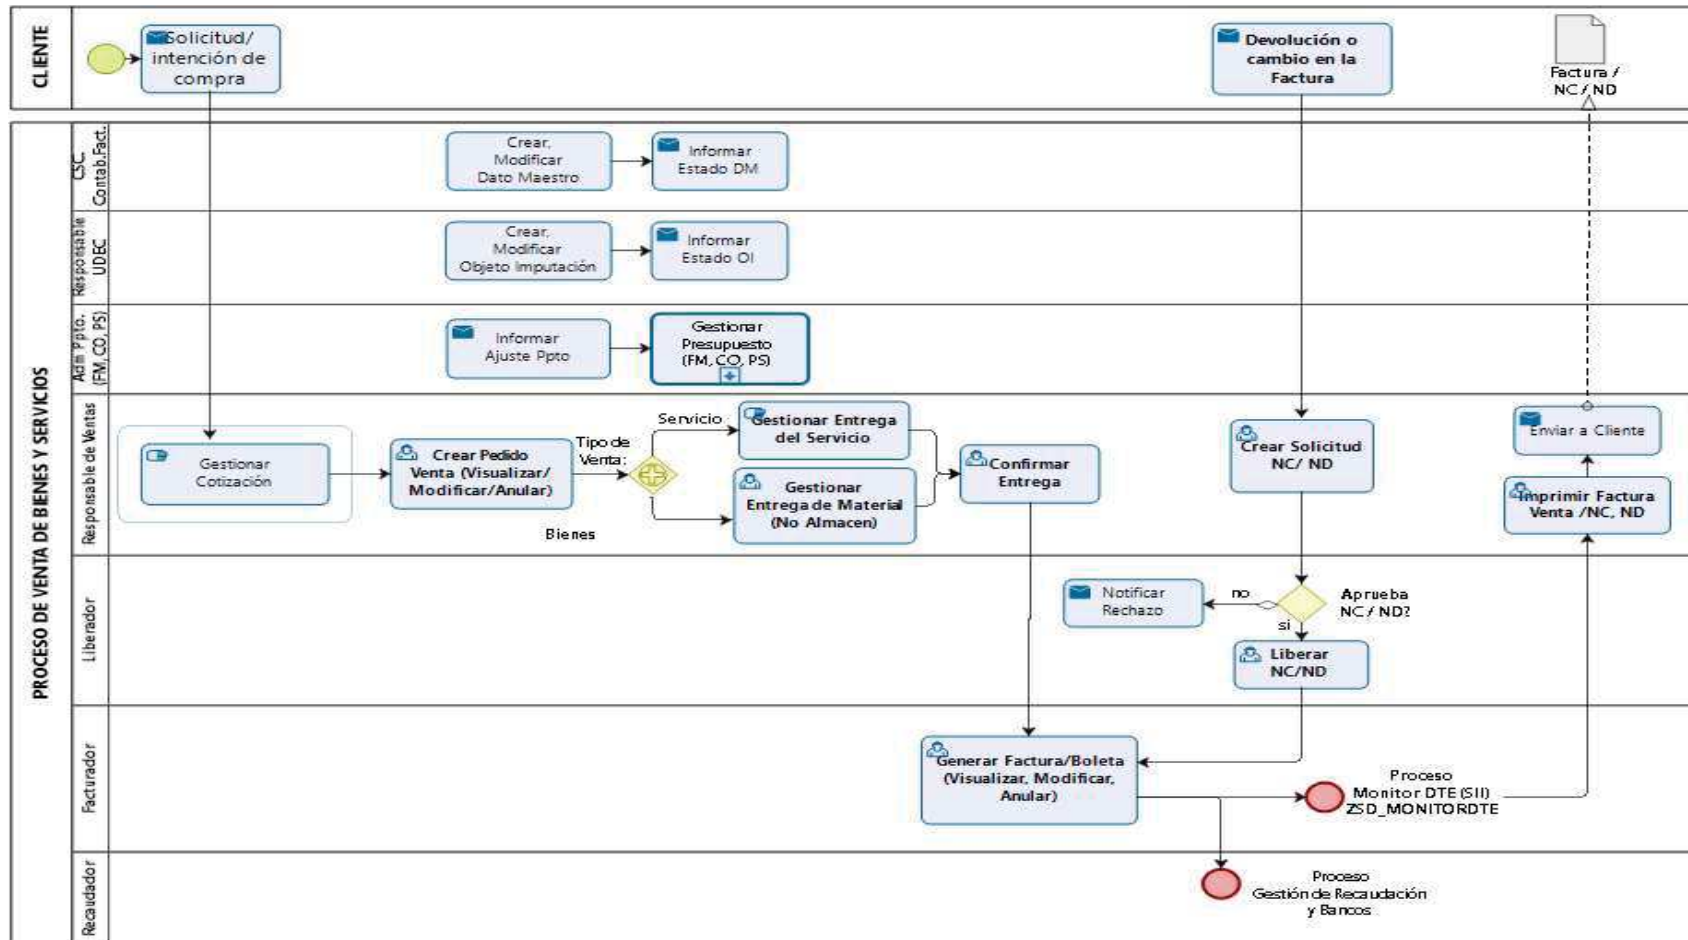 CLIENTE
Solicitud/
intención de
compra
Devolución o
cambio en la
Factura
Factura /
NC / ND
PROCESO DE VENTA DE BIENES Y SERVICIOS
CSC.
Contab.Fact.
Crear,
Modificar
Dato Maestro
Informar
Estado DM
Responsable
UDEC
Crear,
Modificar
Objeto Imputación
Informar
Estado OI
Adm Ppto.
(FM, CO, PS)
Informar
Ajuste Ppto
Gestionar
Presupuesto
(FM, CO, PS)
Responsable de Ventas
Gestionar
Cotización
Crear Pedido
Venta (Visualizar/
Modificar/Anular)
Tipo de
Venta:
Servicio
Bienes
Gestionar Entrega
del Servicio
Gestionar
Entrega de Material
(No Almacen)
Confirmar
Entrega
Crear Solicitud
NC/ ND
Enviar a Cliente
Imprimir Factura
Venta /NC, ND
Liberador
Notificar
Rechazo
no
si
Aprueba
NC / ND?
Liberar
NC/ND
Facturador
Generar Factura/Boleta
(Visualizar, Modificar,
Anular)
Proceso
Monitor DTE (SII)
ZSD_MONITORDTE
Recaudador
Proceso
Gestión de Recaudación
y Bancos